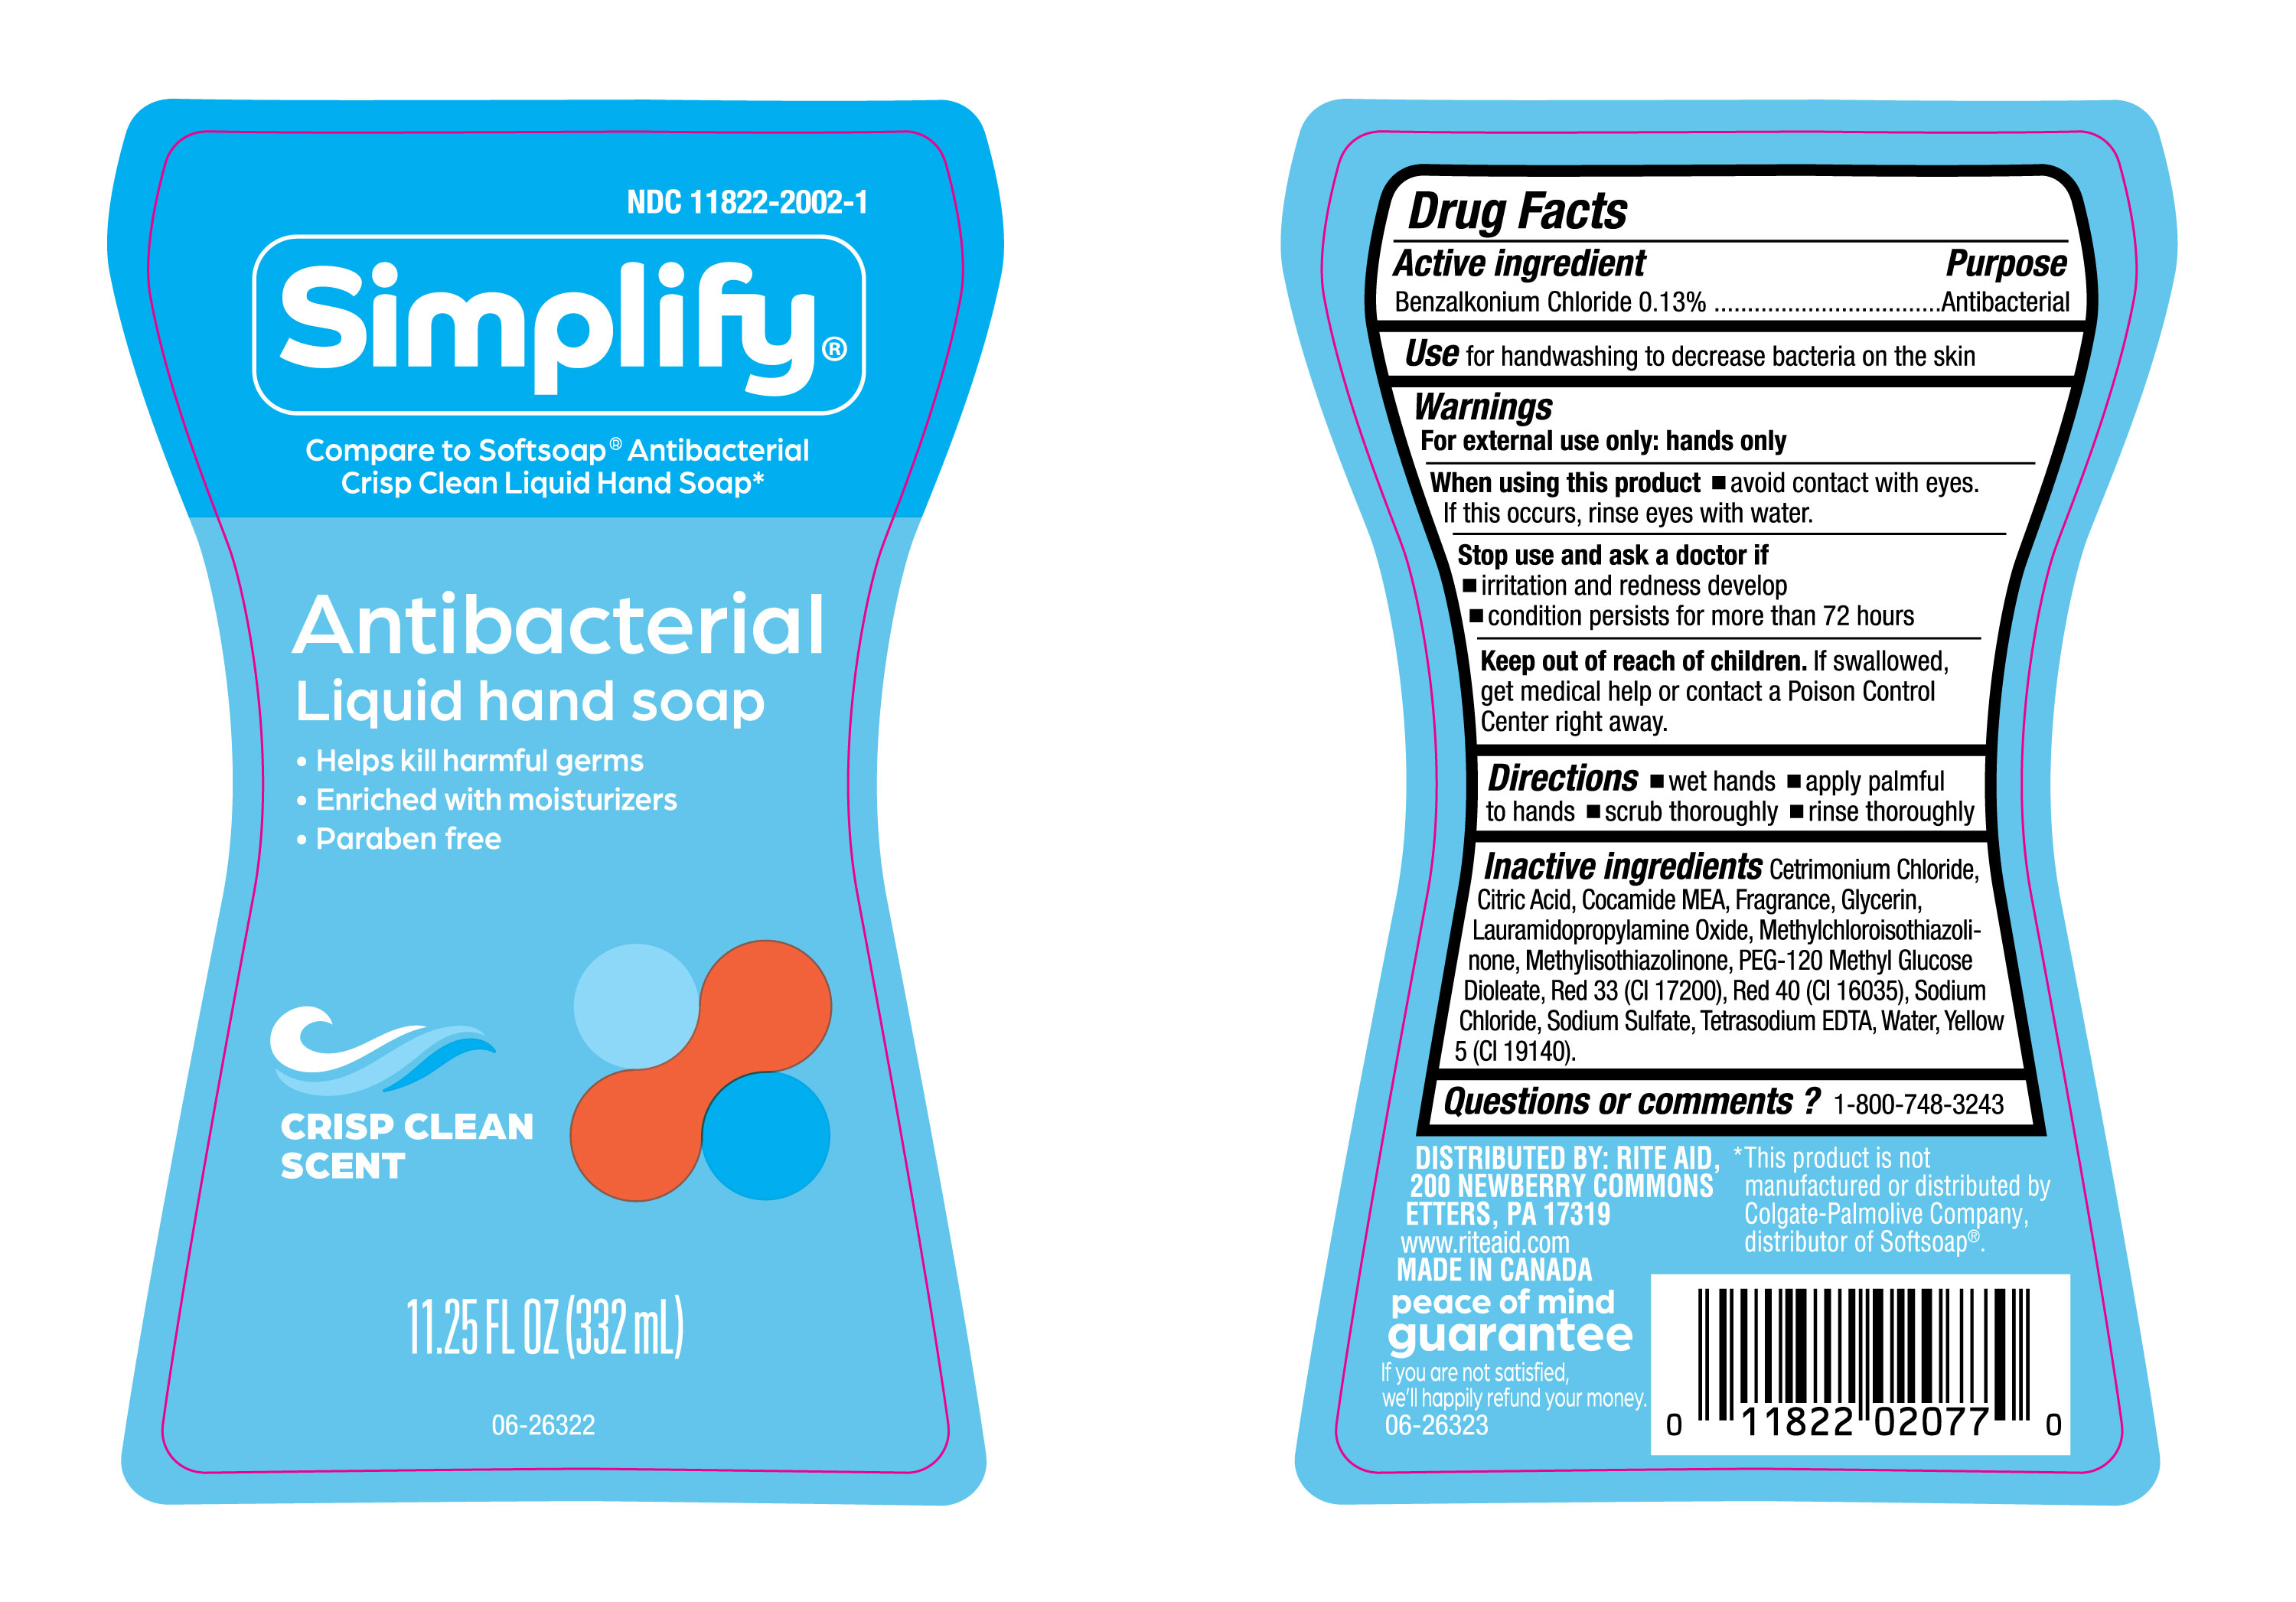 NDC 11822-2002-1
Simplify®
Compare to Softsoap® Antibacterial
Crisp Clean Liquid Hand Soap*
Antibacterial
Liquid hand soap
• Helps kill harmful germs
• Enriched with moisturizers
• Paraben free
CRISP CLEAN
SCENT
11.25 FL OZ (332 mL)
06-26322
Drug Facts
Active ingredient Purpose
Benzalkonium Chloride 0.13% ..................................Antibacterial
Use for handwashing to decrease bacteria on the skin
Warnings
For external use only: hands only
When using this product ■ avoid contact with eyes.
If this occurs, rinse eyes with water.
Stop use and ask a doctor if
■ irritation and redness develop
■ condition persists for more than 72 hours
Keep out of reach of children. If swallowed,
get medical help or contact a Poison Control
Center right away.
Directions ■ wet hands ■ apply palmful
to hands ■ scrub thoroughly ■ rinse thoroughly
Inactive ingredients Cetrimonium Chloride,
Citric Acid, Cocamide MEA, Fragrance, Glycerin,
Lauramidopropylamine Oxide, Methylchloroisothiazoli-
none, Methylisothiazolinone, PEG-120 Methyl Glucose
Dioleate, Red 33 (CI 17200), Red 40 (CI 16035), Sodium
Chloride, Sodium Sulfate, Tetrasodium EDTA, Water, Yellow
5 (CI 19140).
Questions or comments ? 1-800-748-3243
DISTRIBUTED BY: RITE AID,
200 NEWBERRY COMMONS
ETTERS, PA 17319
www.riteaid.com
MADE IN CANADA
peace of mind
guarantee
If you are not satisfied,
we'll happily refund your money.
06-26323
*This product is not
manufactured or distributed by
Colgate-Palmolive Company,
distributor of Softsoap®.
0 11822 02077 0